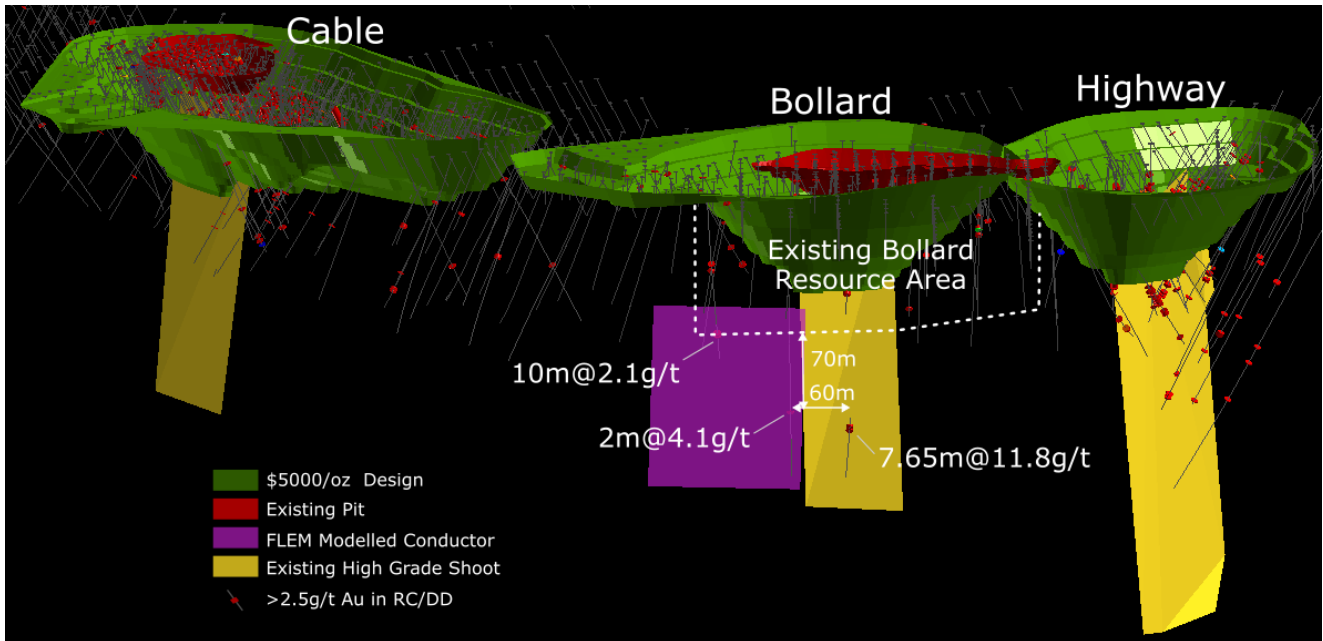 Cable
Bollard
Highway
Existing Bollard
Resource Area
10m@2.1g/t
70m
60m
2m@4.1g/t
7.65m@11.8g/t
$5000/oz Design
Existing Pit
FLEM Modelled Conductor
Existing High Grade Shoot
>2.5g/t Au in RC/DD